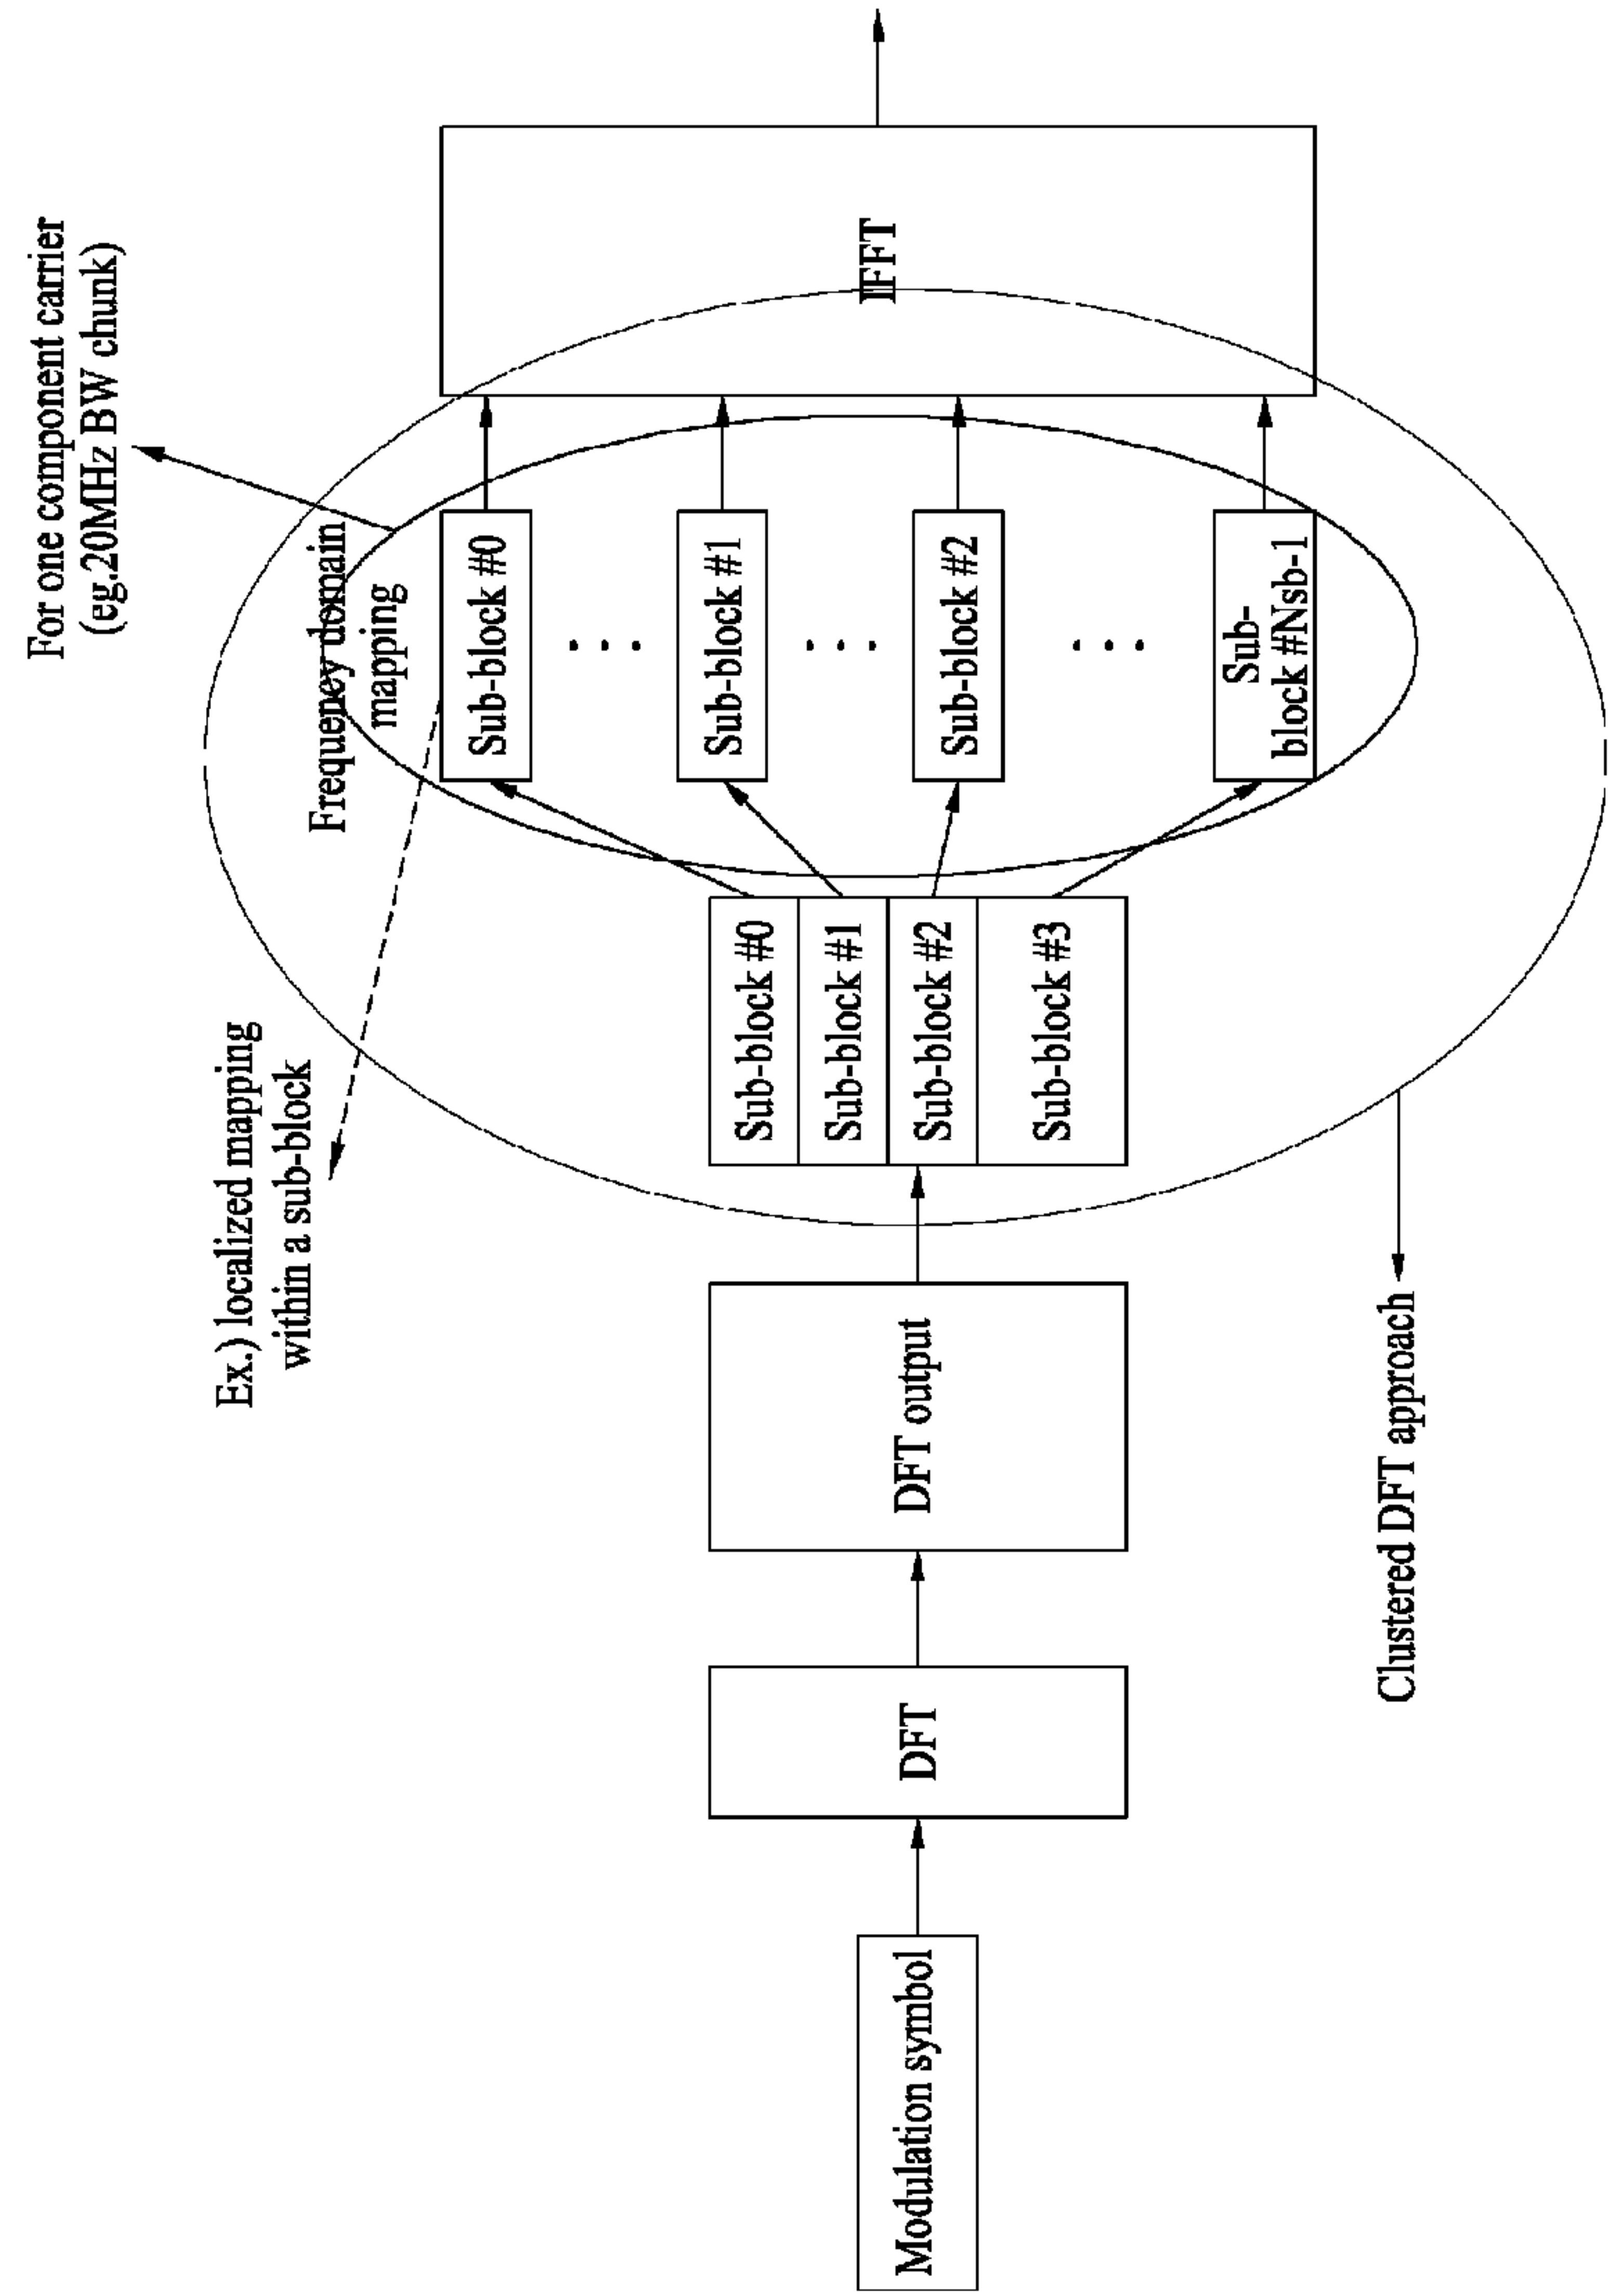 Modulation symbol
DFT
DFT output
Sub-block #0
Sub-block #1
Sub-block #2
Sub-block #3
Ex.) localized mapping
within a sub-block
Frequency domain
mapping
For one component carrier
(eg.20MHz BW chunk)
Sub-block #0
...
Sub-block #1
...
Sub-block #2
...
Sub-
block #Nsb-1
IFFT
Clustered DFT approach